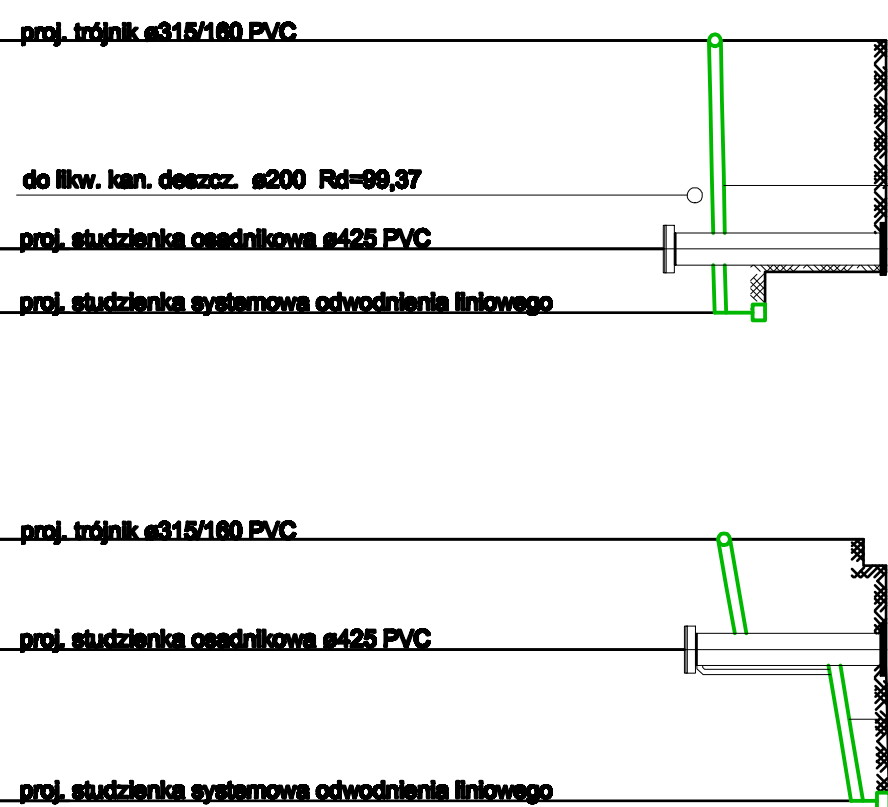 proj. trójnik ø315/160 PVC
do likw. kan. deszcz. ø200 Rd=99,37
proj. studzienka osadnikowa ø425 PVC
proj. studzienka systemowa odwodnienia liniowego
proj. trójnik ø315/160 PVC
proj. studzienka osadnikowa ø425 PVC
proj. studzienka systemowa odwodnienia liniowego